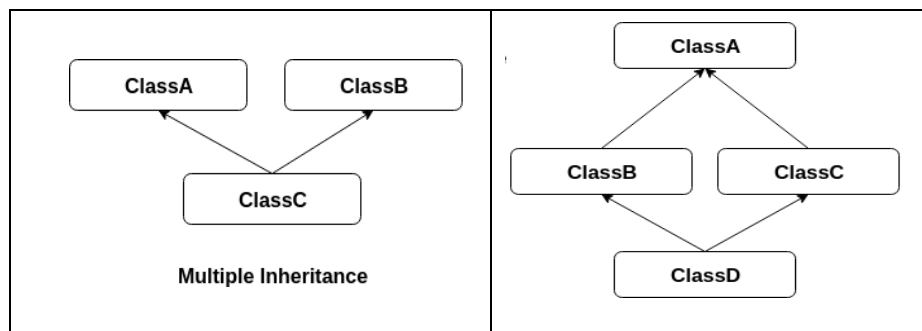 ClassA
ClassB
ClassC
Multiple Inheritance
ClassA
ClassB
ClassC
ClassD